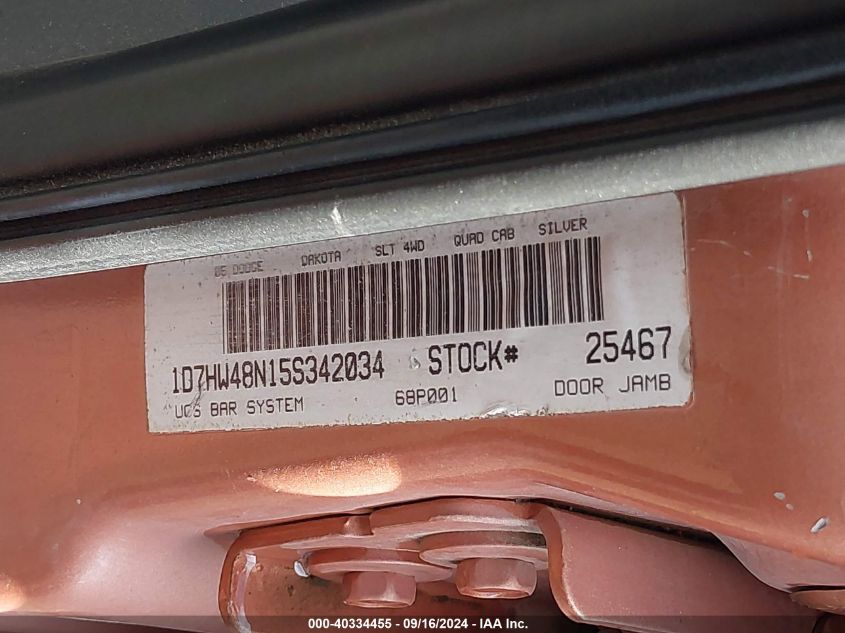 05 DODGE DAKOTA SLT 4WD QUAD CAB SILVER
1D7HW48N15S342034 STOCK# 25467
UCS BAR SYSTEM 68P001 DOOR JAMB
000-40334455 - 09/16/2024 - IAA Inc.